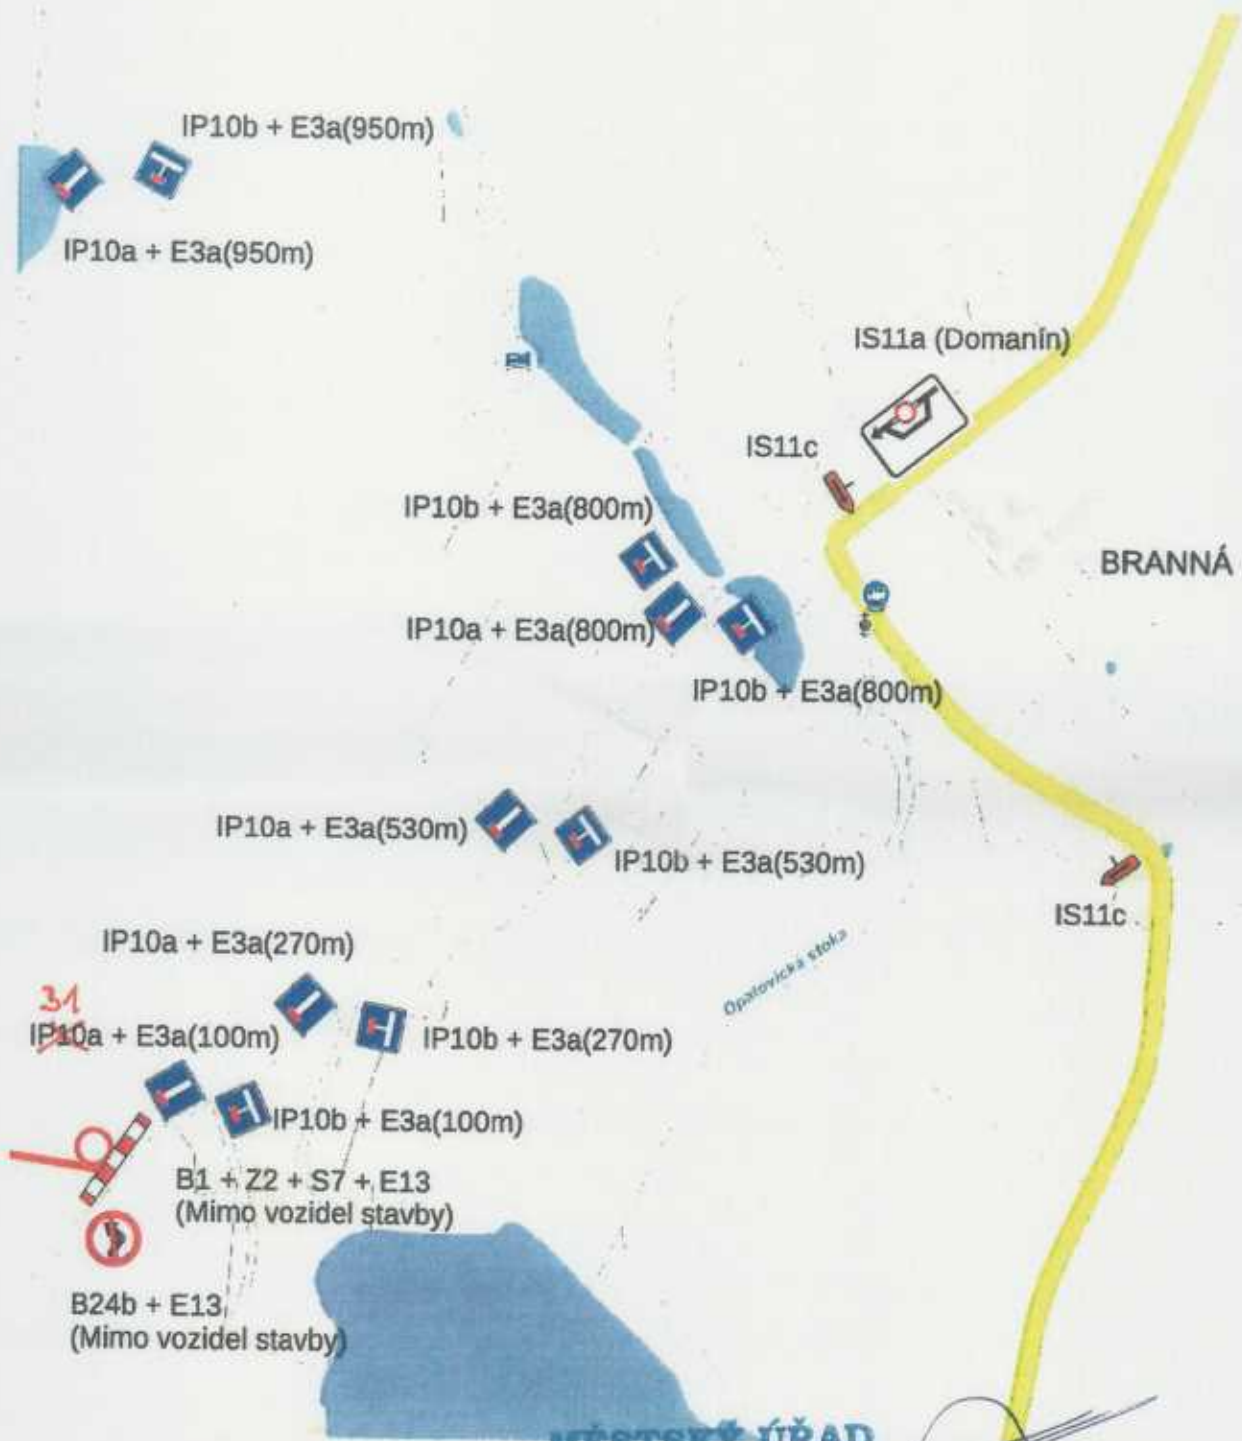 IP10b + E3a(950m)
IP10a + E3a(950m)
IS11a (Domanín)
IS11c
IP10b + E3a(800m)
BRANNÁ
IP10a + E3a(800m)
IP10b + E3a(800m)
IP10a + E3a(530m)
IP10b + E3a(530m)
IS11c
IP10a + E3a(270m)
Opatovická stoka
31
IP10a + E3a(100m)
IP10b + E3a(270m)
IP10b + E3a(100m)
B1 + Z2 + S7 + E13
(Mimo vozidel stavby)
B24b + E13
(Mimo vozidel stavby)
MĚSTSKÝ ÚŘAD